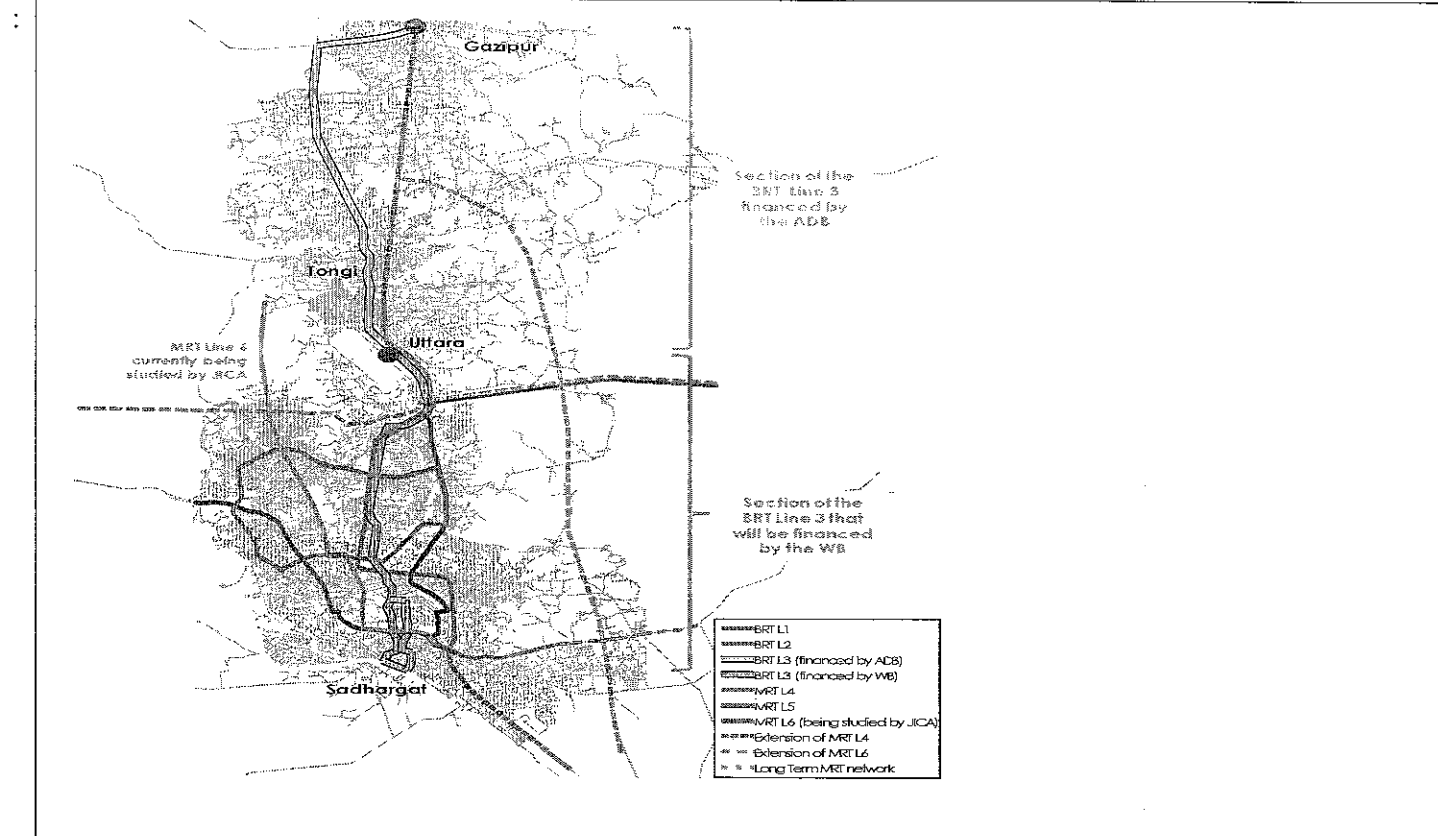 :
Gazipur
Section of the
BRT Line 3
financed by
the ADB
Tongi
Uttara
MRT Line 6
currently being
studied by JICA
Section of the
BRT Line 3 that
will be financed
by the WB
Sadhargat
BRT L1
BRT L2
BRT L3 (financed by ADB)
BRT L3 (financed by WB)
MRT L4
MRT L5
MRT L6 (being studied by JICA)
Extension of MRT L4
Extension of MRT L6
Long Term MRT network